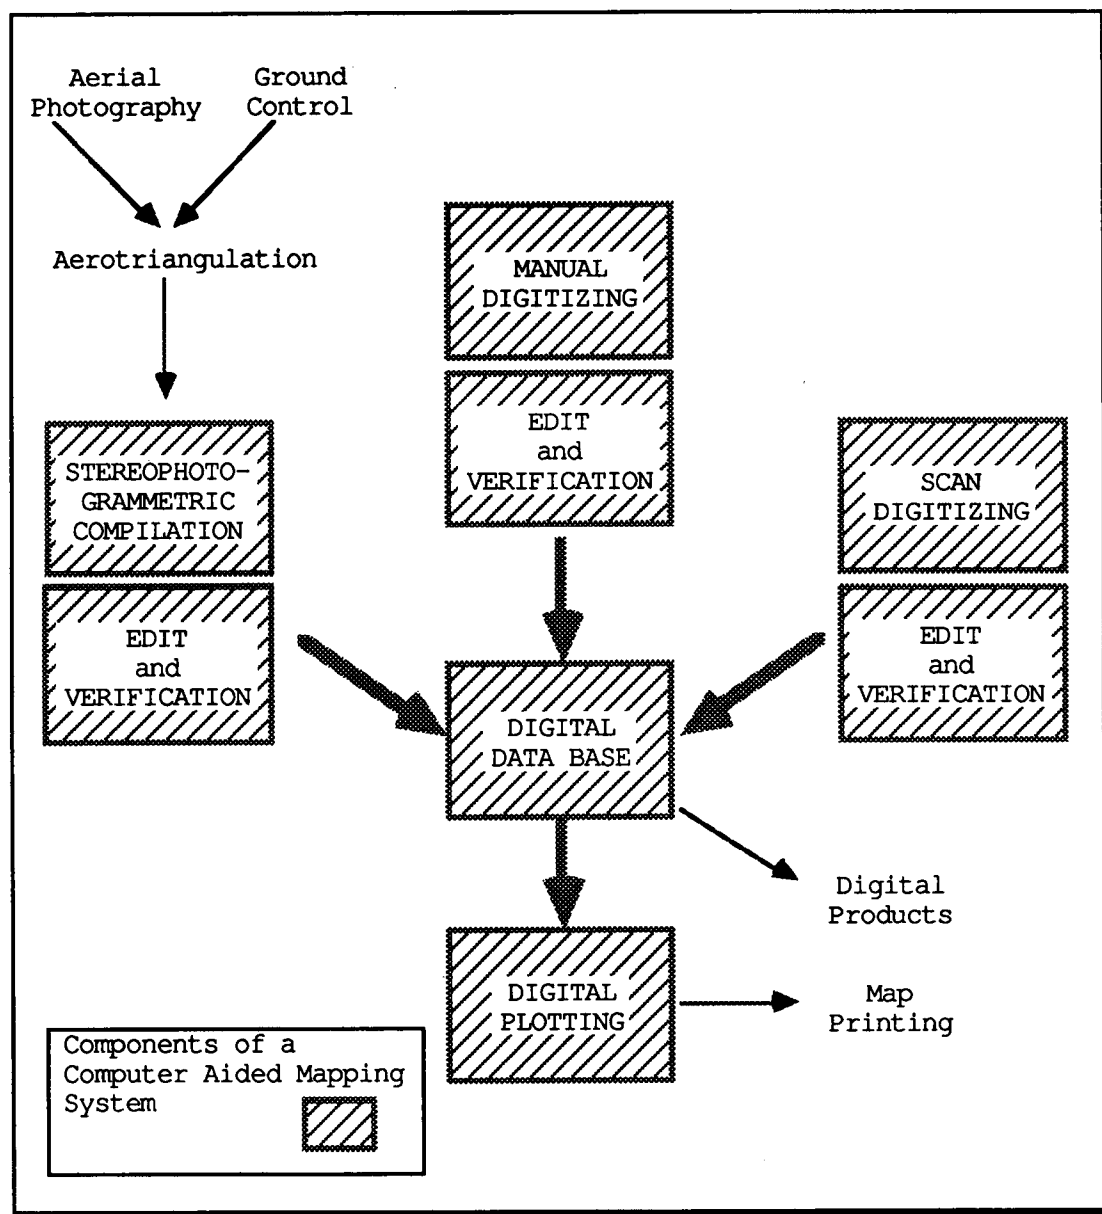 Aerial
Photography
Ground
Control
Aerotriangulation
MANUAL
DIGITIZING
EDIT
and
VERIFICATION
STEREOPHOTO-
GRAMMETRIC
COMPILATION
EDIT
and
VERIFICATION
SCAN
DIGITIZING
EDIT
and
VERIFICATION
DIGITAL
DATA BASE
Digital
Products
DIGITAL
PLOTTING
Map
Printing
Components of a
Computer Aided Mapping
System